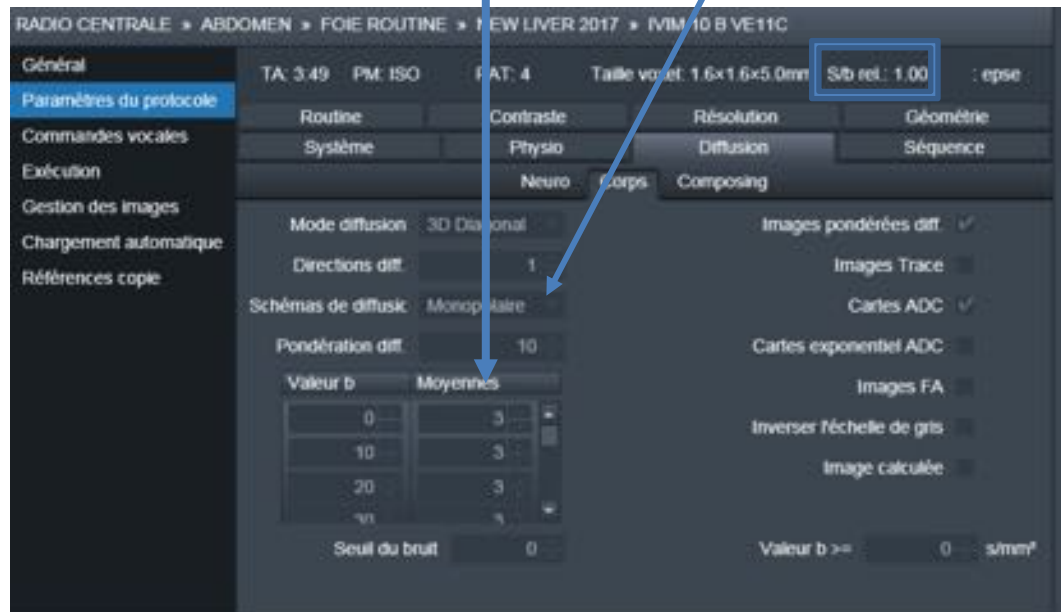 RADIO CENTRALE » ABDOMEN » FOIE ROUTINE » NEW LIVER 2017 » IVIM 10 B VE11C
Général
TA: 3:49 PM: ISO PAT: 4 Taille voxel: 1.6×1.6×5.0mm S/b rel.: 1.00 : epse
Paramètres du protocole
Routine Contraste Résolution Géométrie
Commandes vocales
Système Physio Diffusion Séquence
Exécution
Neuro Corps Composing
Gestion des images
Mode diffusion 3D Diagonal Images pondérées diff.
Chargement automatique
Directions diff. 1 Images Trace
Références copie
Schémas de diffusic Monopolaire Cartes ADC
Pondération diff. 10 Cartes exponentiel ADC
Valeur b Moyennes Images FA
0 3 Inverser l'échelle de gris
10 3 Image calculée
20 3
30 3
Seuil du bruit 0 Valeur b >= 0 s/mm²